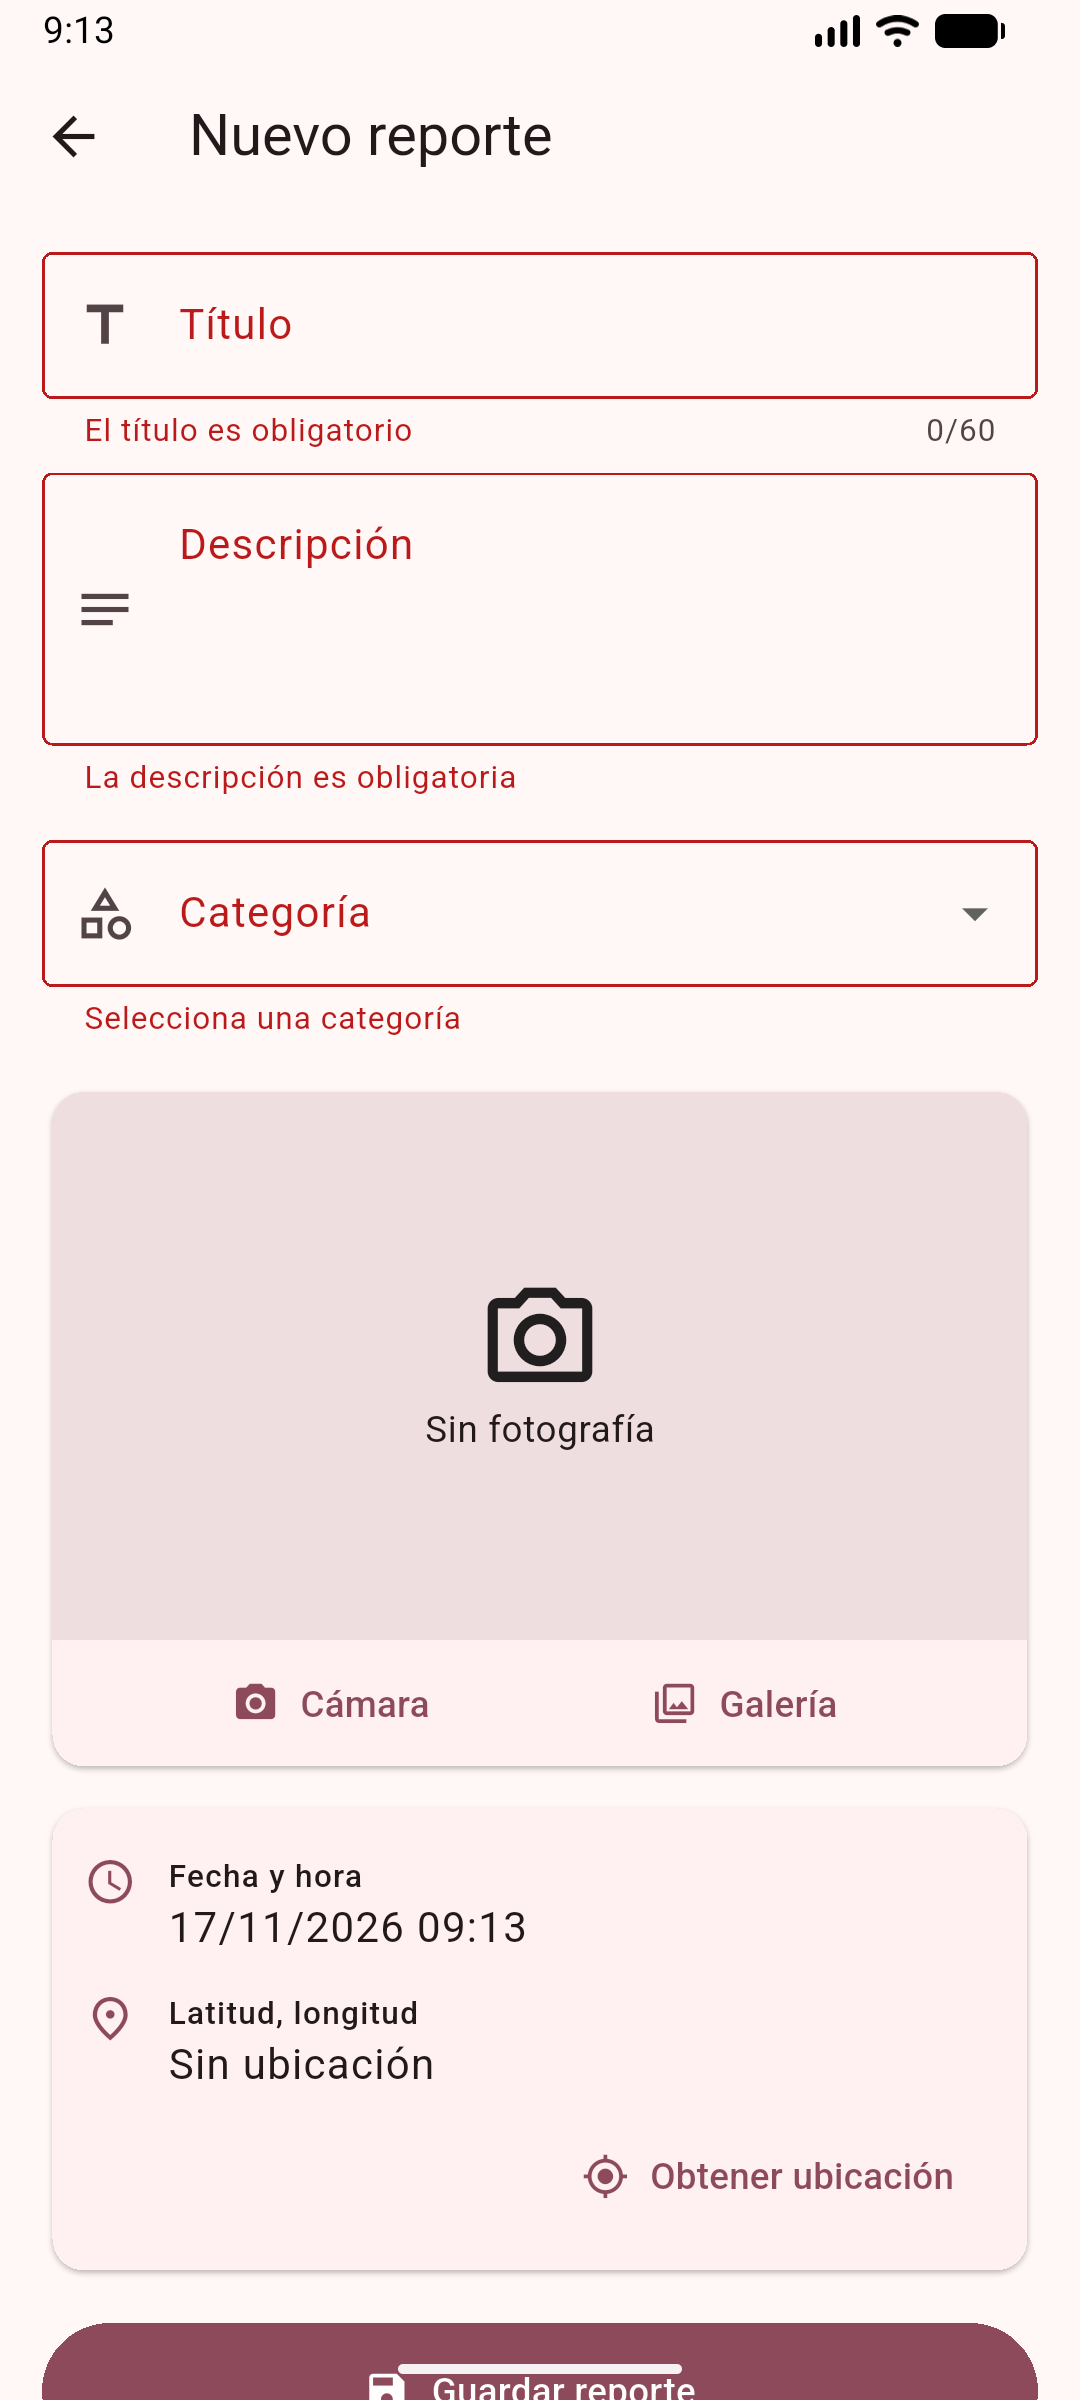 9:13
Nuevo reporte
Título
El título es obligatorio 0/60
Descripción
La descripción es obligatoria
Categoría
Selecciona una categoría
Sin fotografía
Cámara Galería
Fecha y hora
17/11/2026 09:13
Latitud, longitud
Sin ubicación
Obtener ubicación
Guardar reporte